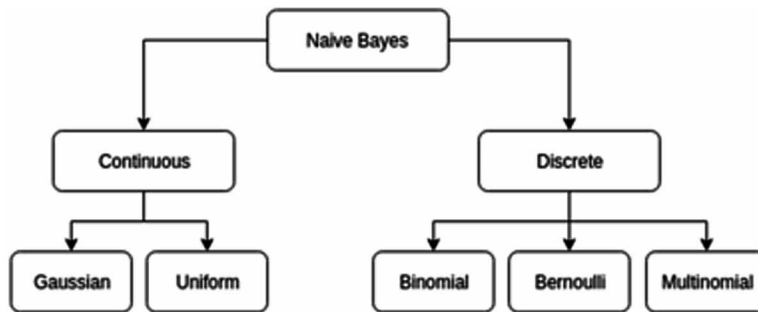 Naive Bayes
Continuous
Discrete
Gaussian
Uniform
Binomial
Bernoulli
Multinomial